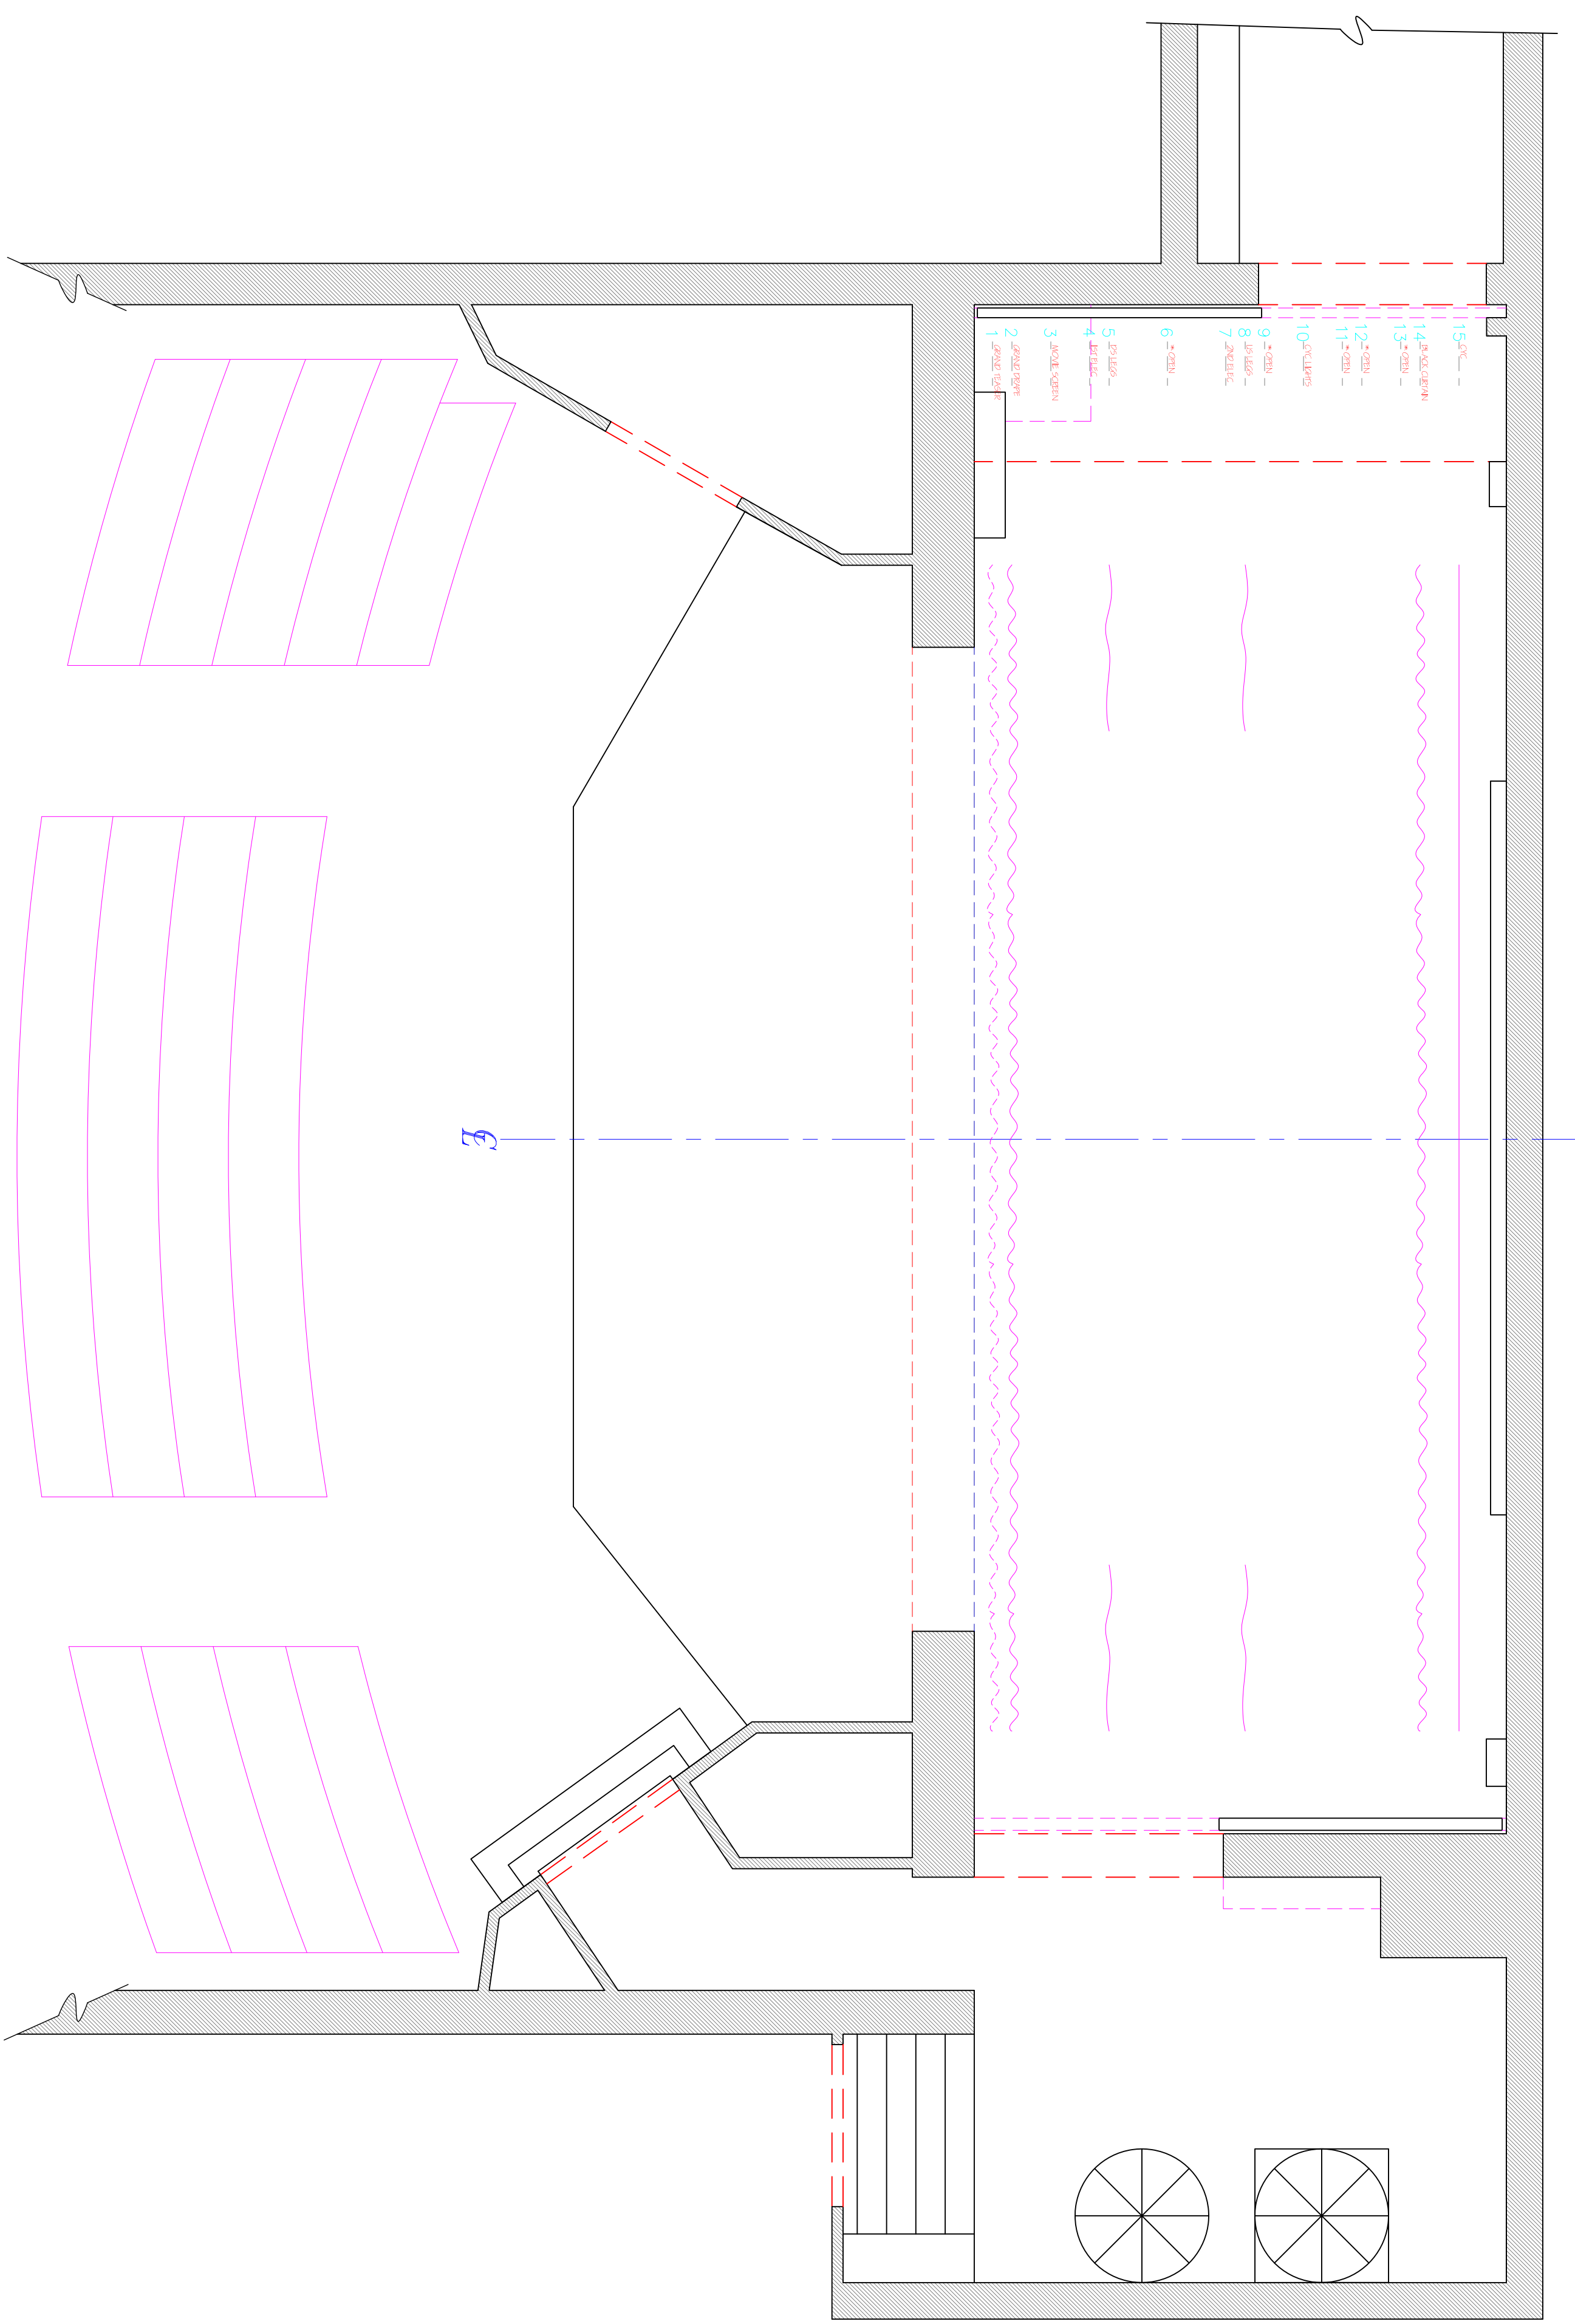 1 GRAND TEASER
2 GRAND DRAPE
3 MOVIE SCREEN
4 1ST ELEC
5 DS LEGS
6 * OPEN
7 2ND ELEC
8 US LEGS
9 * OPEN
10 CYC LIGHTS
11 * OPEN
12 * OPEN
13 * OPEN
14 BLACK CURTAIN
15 CYC
CL